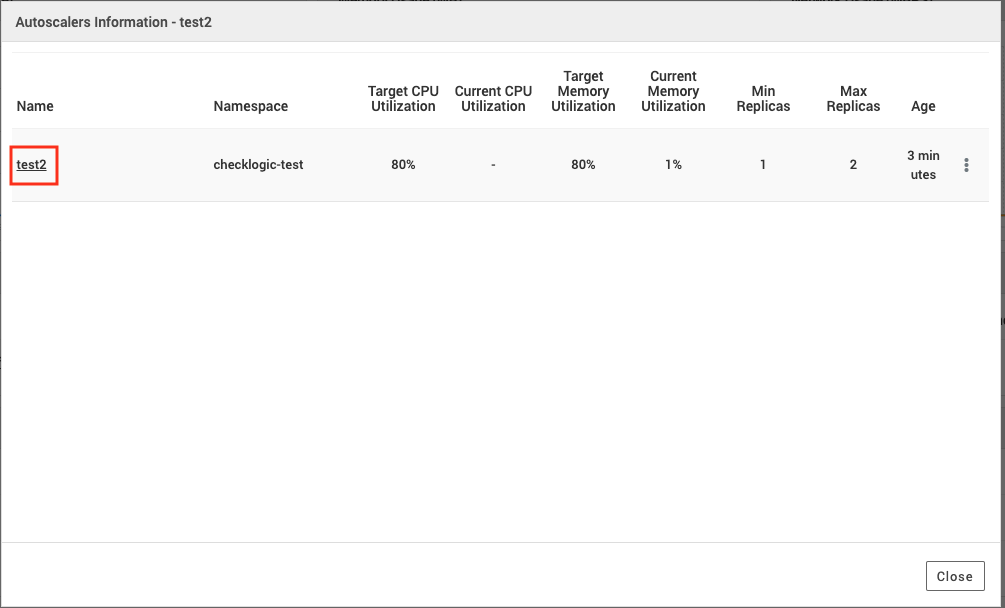 Autoscalers Information - test2
Name
Namespace
Target CPU
Utilization
Current CPU
Utilization
Target
Memory
Utilization
Current
Memory
Utilization
Min
Replicas
Max
Replicas
Age
test2
checklogic-test
80%
-
80%
1%
1
2
3 min
utes
Close